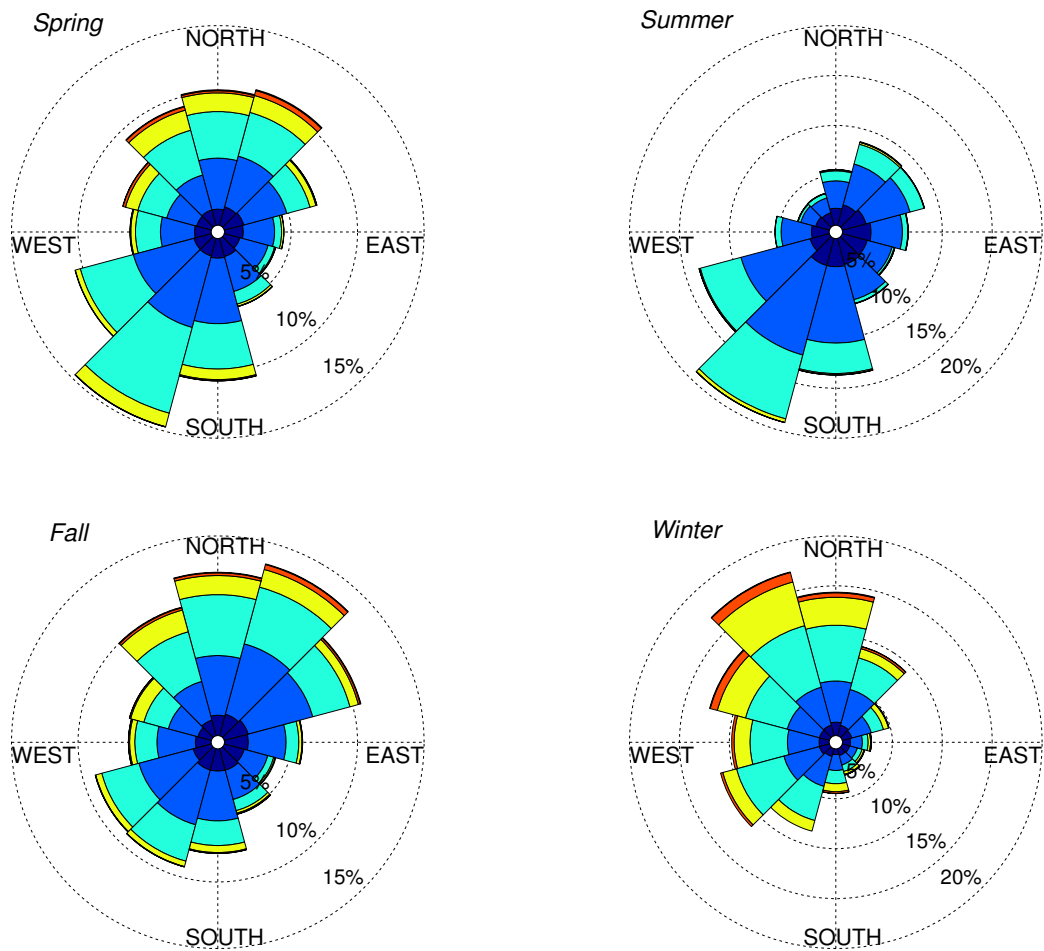 Spring
NORTH
WEST
EAST
5%
10%
15%
SOUTH
Summer
NORTH
WEST
EAST
5%
10%
15%
20%
SOUTH
Fall
NORTH
WEST
EAST
5%
10%
15%
SOUTH
Winter
NORTH
WEST
EAST
5%
10%
15%
20%
SOUTH